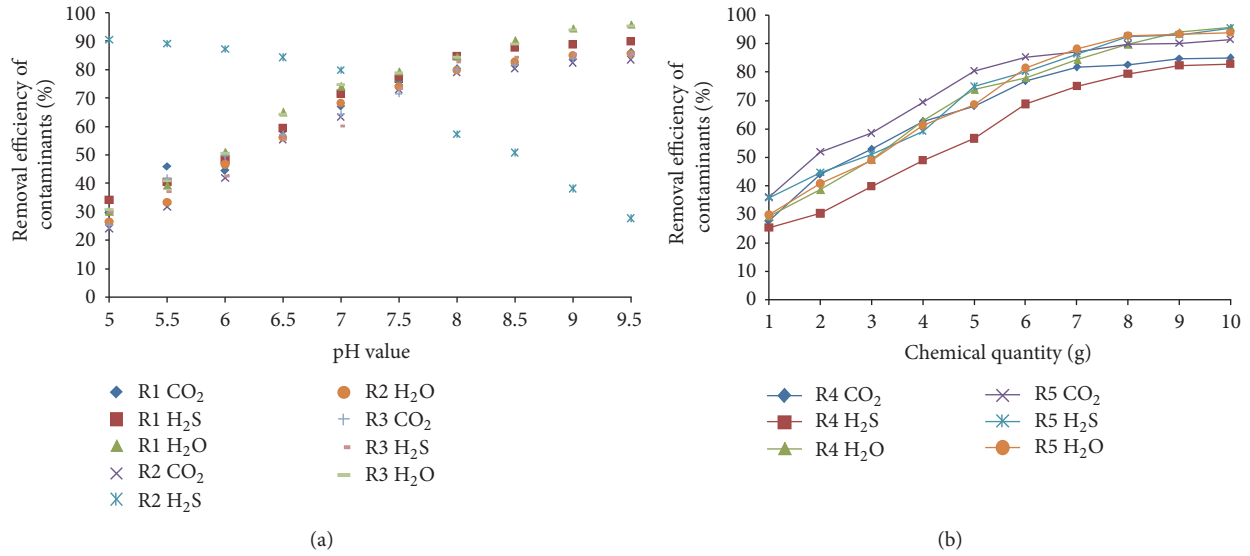 Removal efficiency of
contaminants (%)
100
90
80
70
60
50
40
30
20
10
0
5 5.5 6 6.5 7 7.5 8 8.5 9 9.5
pH value
R1 CO₂
R1 H₂S
R1 H₂O
R2 CO₂
R2 H₂S
R2 H₂O
R3 CO₂
R3 H₂S
R3 H₂O
(a)
Removal efficiency of
contaminants (%)
100
90
80
70
60
50
40
30
20
10
0
1 2 3 4 5 6 7 8 9 10
Chemical quantity (g)
R4 CO₂
R4 H₂S
R4 H₂O
R5 CO₂
R5 H₂S
R5 H₂O
(b)